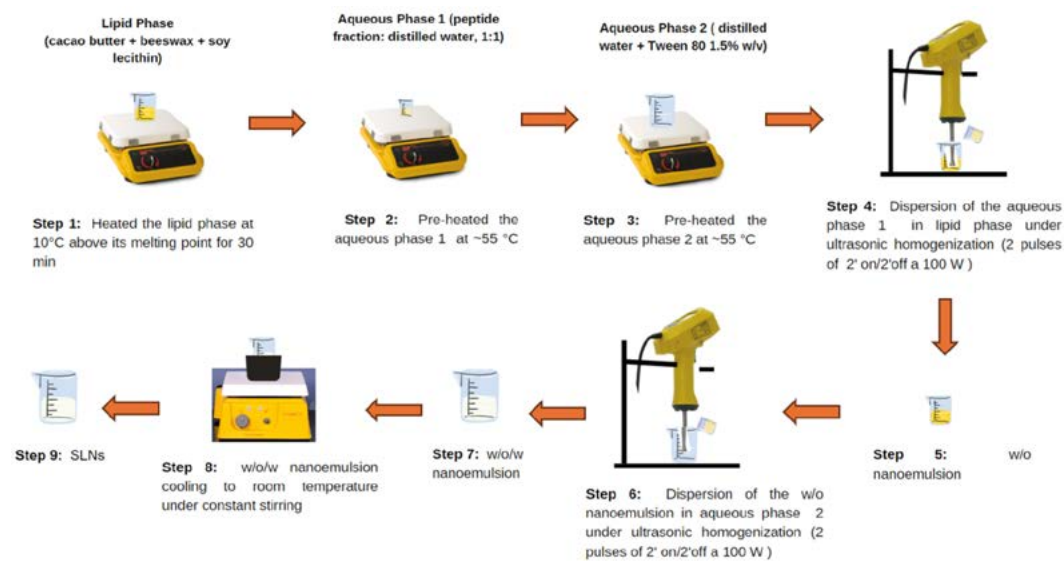 Lipid Phase
(cacao butter + beeswax + soy
lecithin)
Aqueous Phase 1 (peptide
fraction: distilled water, 1:1)
Aqueous Phase 2 ( distilled
water + Tween 80 1.5% w/v)
Step 1: Heated the lipid phase at
10°C above its melting point for 30
min
Step 2: Pre-heated the
aqueous phase 1 at ~55 °C
Step 3: Pre-heated the
aqueous phase 2 at ~55 °C
Step 4: Dispersion of the aqueous
phase 1 in lipid phase under
ultrasonic homogenization (2 pulses
of 2' on/2'off a 100 W )
Step 5: w/o
nanoemulsion
Step 6: Dispersion of the w/o
nanoemulsion in aqueous phase 2
under ultrasonic homogenization (2
pulses of 2' on/2'off a 100 W )
Step 7: w/o/w
nanoemulsion
Step 8: w/o/w nanoemulsion
cooling to room temperature
under constant stirring
Step 9: SLNs